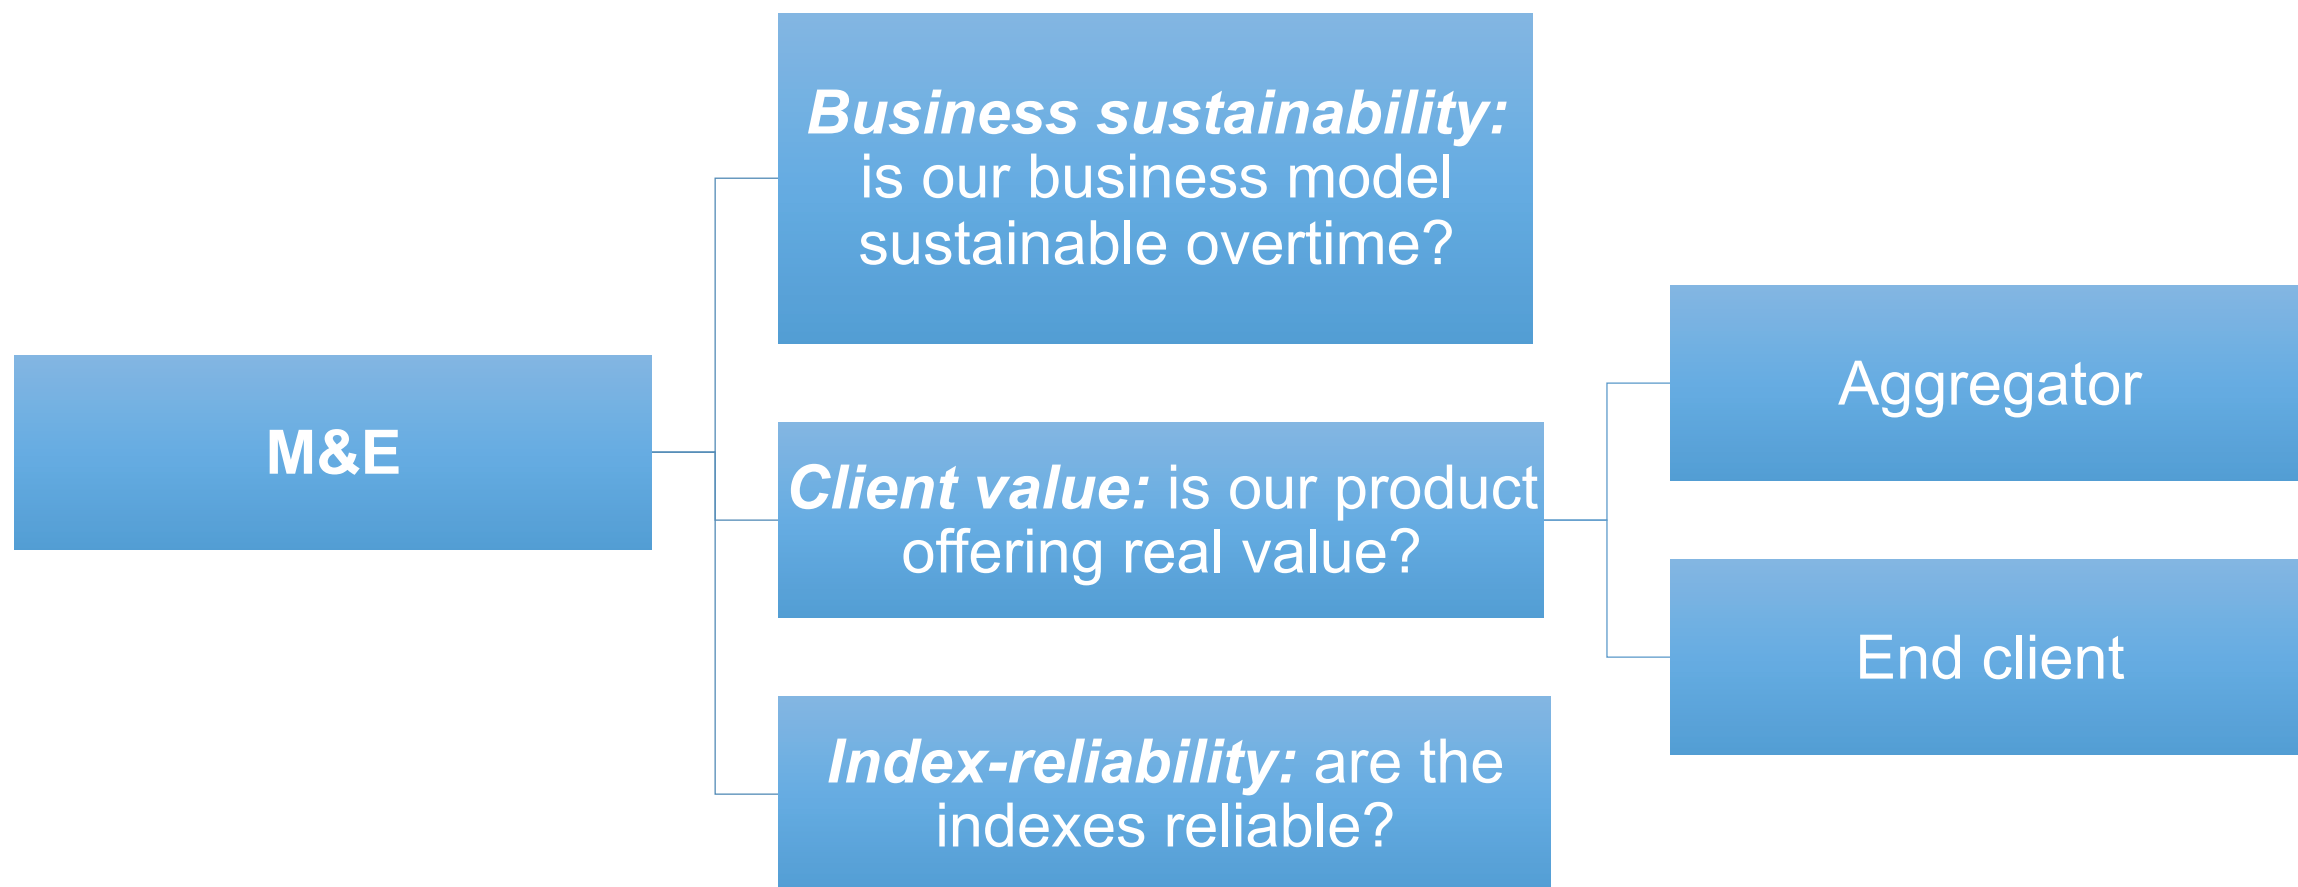 M&E
Business sustainability:
is our business model
sustainable overtime?
Client value: is our product
offering real value?
Index-reliability: are the
indexes reliable?
Aggregator
End client